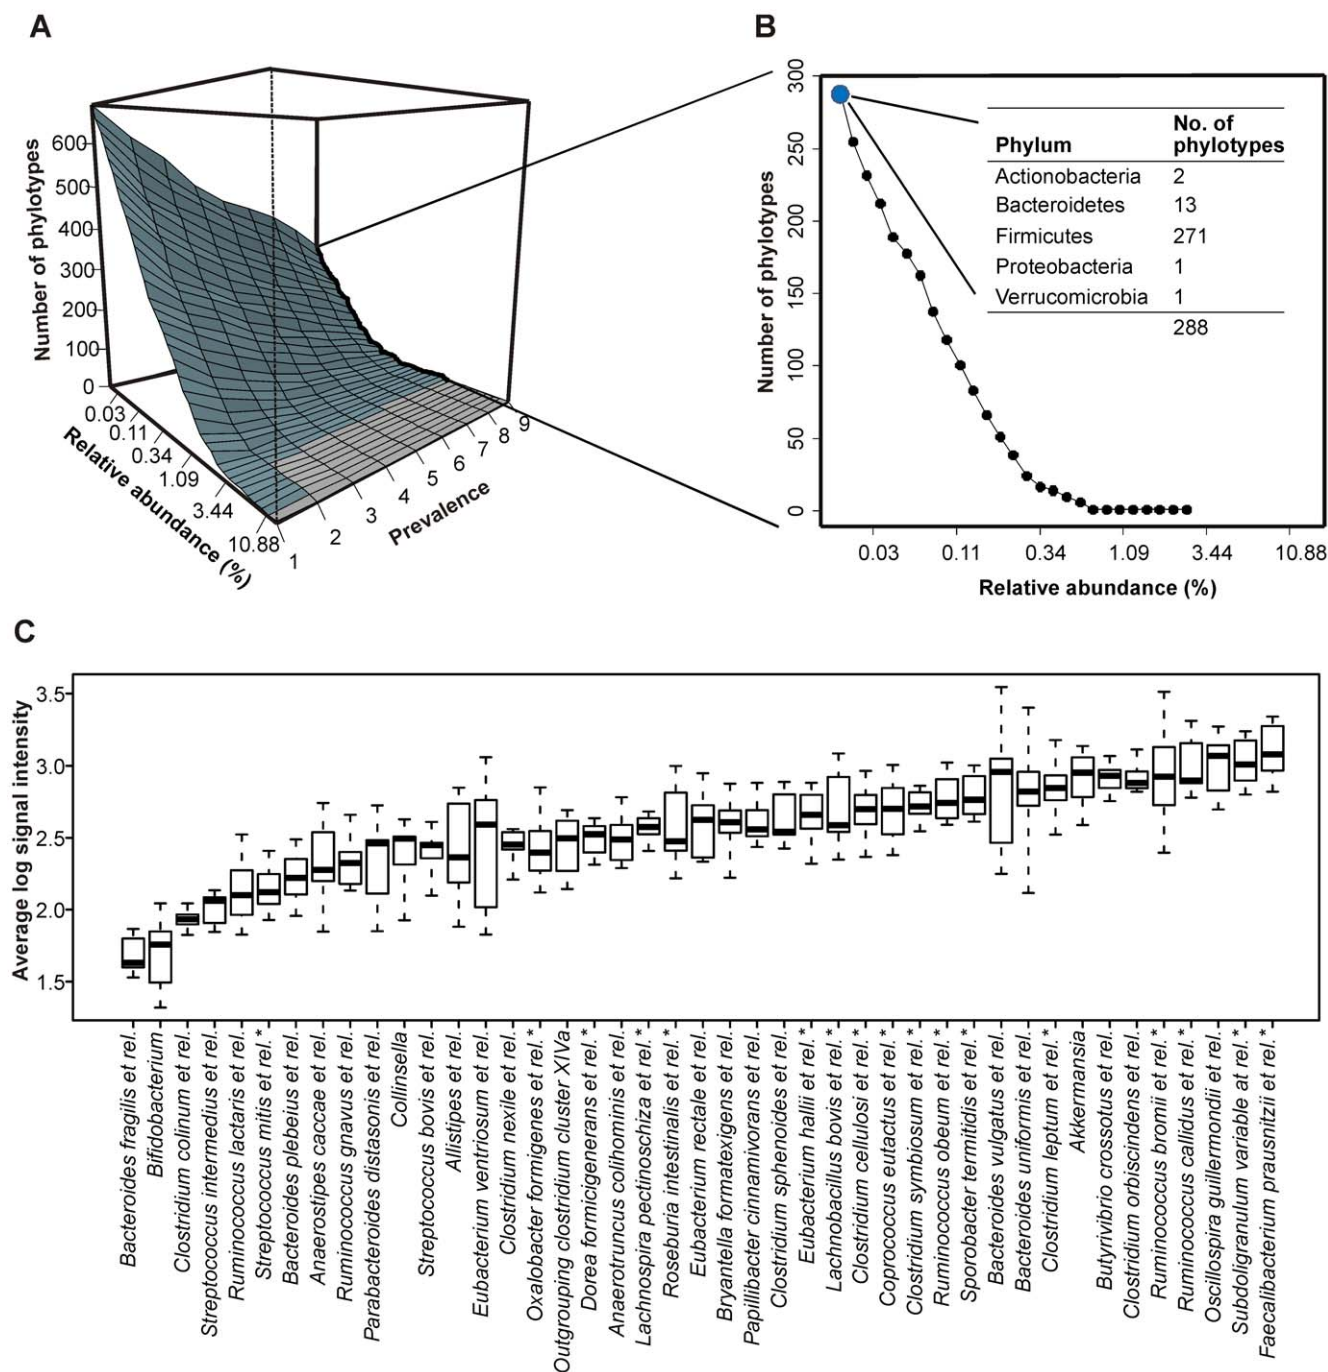 A
Number of phylotypes
600
500
400
300
200
100
0
0.03
0.11
0.34
1.09
3.44
10.88
Relative abundance (%)
1
2
3
4
5
6
7
8
9
Prevalence
B
Number of phylotypes
300
250
200
150
100
50
0
Phylum No. of phylotypes
Actionobacteria 2
Bacteroidetes 13
Firmicutes 271
Proteobacteria 1
Verrucomicrobia 1
288
0.03 0.11 0.34 1.09 3.44 10.88
Relative abundance (%)
C
Average log signal intensity
3.5
3.0
2.5
2.0
1.5
Bacteroides fragilis et rel.
Bifidobacterium
Clostridium colinum et rel.
Streptococcus intermedius et rel.
Ruminococcus lactaris et rel.
Streptococcus mitis et rel.*
Bacteroides plebeius et rel.
Anaerostipes caccae et rel.
Ruminococcus gnavus et rel.
Parabacteroides distasonis et rel.
Collinsella
Streptococcus bovis et rel.
Allistipes et rel.
Eubacterium ventriosum et rel.
Clostridium nexile et rel.
Oxalobacter formigenes et rel.*
Outgrouping clostridium cluster XIVa
Dorea formicigenerans et rel.*
Anaerotruncus colihominis et rel.
Lachnospira pectinoschiza et rel.*
Roseburia intestinalis et rel.*
Eubacterium rectale et rel.
Bryantella formatexigens et rel.
Papillibacter cinnamivorans et rel.
Clostridium sphenoides et rel.
Eubacterium hallii et rel.*
Lachnobacillus bovis et rel.*
Clostridium cellulosi et rel.*
Coprococcus eutactus et rel.*
Clostridium symbiosum et rel.*
Ruminococcus obeum et rel.*
Sporobacter termitidis et rel.*
Bacteroides vulgatus et rel.
Bacteroides uniformis et rel.
Clostridium leptum et rel.*
Akkermansia
Butyrivibrio crossotus et rel.
Clostridium orbiscindens et rel.
Ruminococcus bromii et rel.*
Ruminococcus callidus et rel.*
Oscillospira guillermondii et rel.
Subdoligranulum variable at rel.*
Faecalibacterium prausnitzii et rel.*